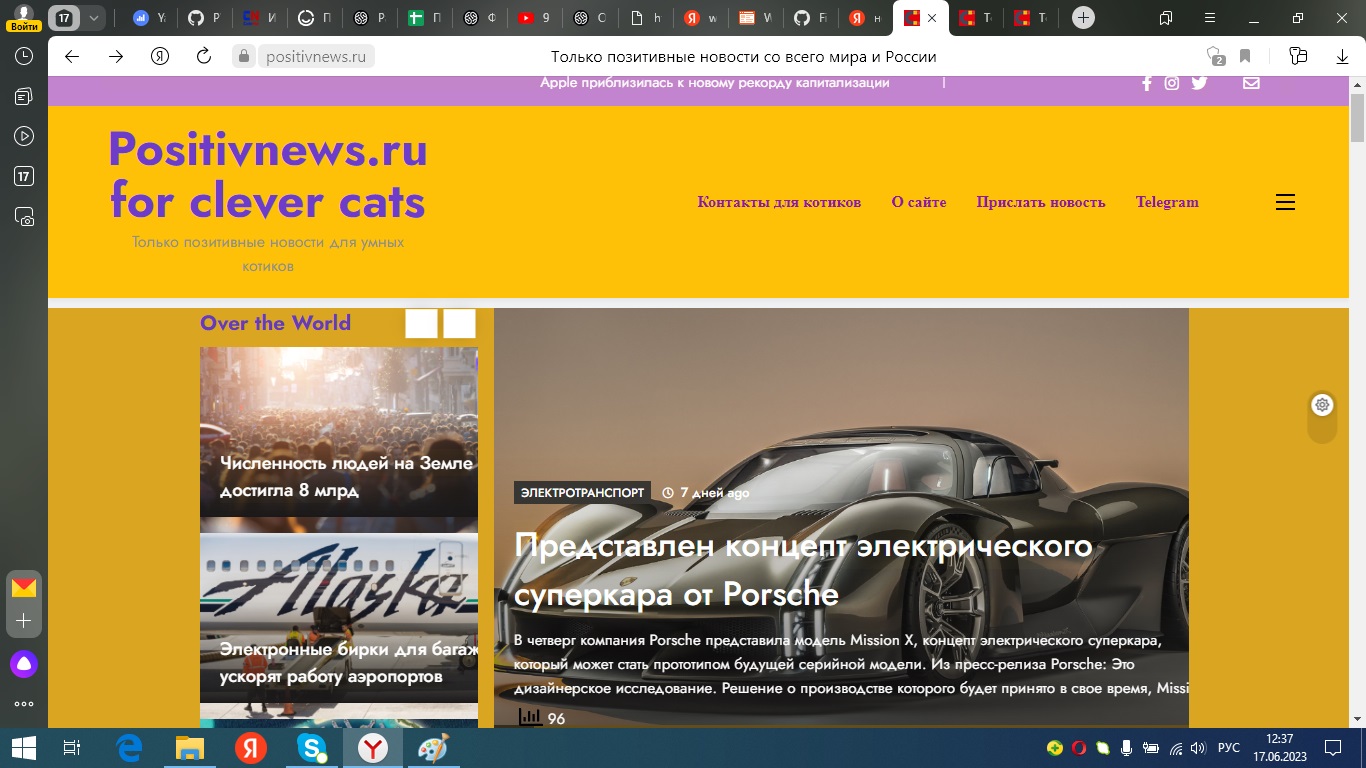 Войти
17
Y
P
И
П
P
П
Ф
9
С
h
w
W
Fi
н
Т
Т
positivnews.ru
Только позитивные новости со всего мира и России
2
17
Apple приблизилась к новому рекорду капитализации
Positivnews.ru
for clever cats
Только позитивные новости для умных
котиков
Контакты для котиков
О сайте
Прислать новость
Telegram
Over the World
Численность людей на Земле
достигла 8 млрд
Alaska
Электронные бирки для багаж
ускорят работу аэропортов
ЭЛЕКТРОТРАНСПОРТ
7 дней ago
Представлен концепт электрического
суперкара от Porsche
В четверг компания Porsche представила модель Mission X, концепт электрического суперкара,
который может стать прототипом будущей серийной модели. Из пресс-релиза Porsche: Это
дизайнерское исследование. Решение о производстве которого будет принято в свое время, Missi
96
РУС
12:37
17.06.2023